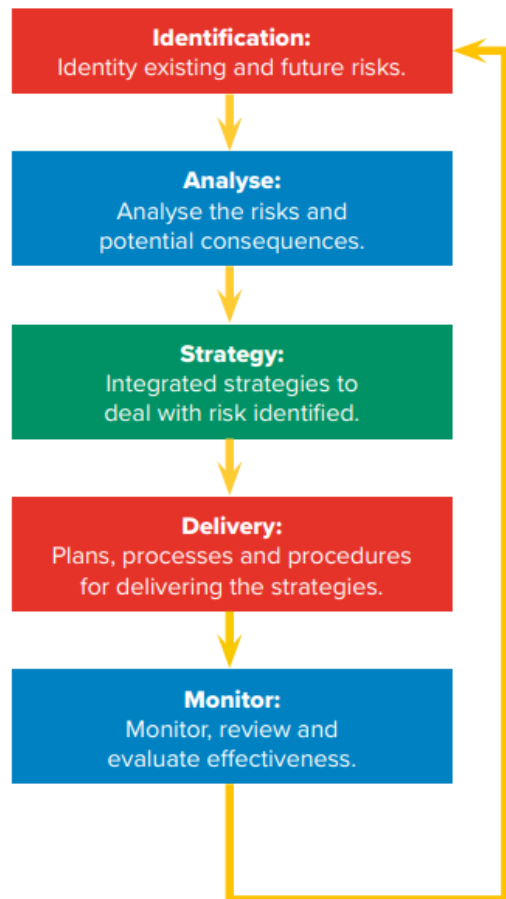 Identification:
Identity existing and future risks.
Analyse:
Analyse the risks and
potential consequences.
Strategy:
Integrated strategies to
deal with risk identified.
Delivery:
Plans, processes and procedures
for delivering the strategies.
Monitor:
Monitor, review and
evaluate effectiveness.